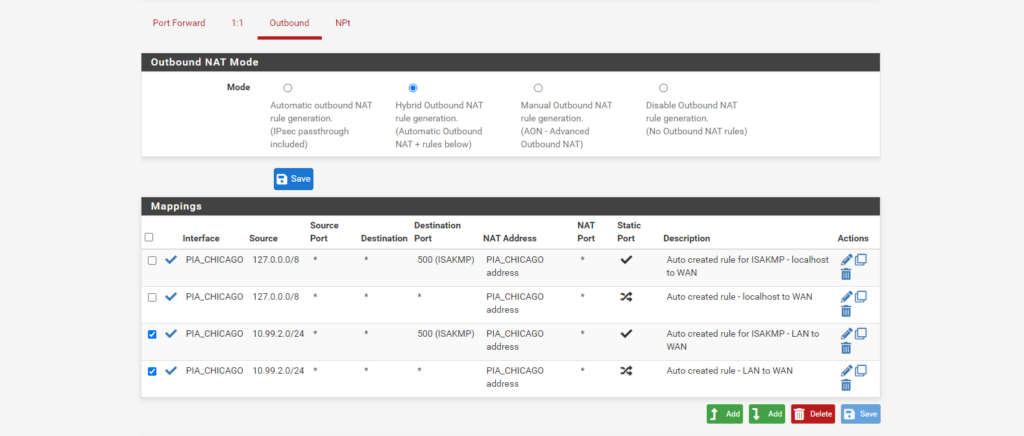 Port Forward 1:1 Outbound NPt
Outbound NAT Mode
Mode
Automatic outbound NAT
rule generation.
(IPsec passthrough
included)
Hybrid Outbound NAT
rule generation.
(Automatic Outbound
NAT + rules below)
Manual Outbound NAT
rule generation.
(AON - Advanced
Outbound NAT)
Disable Outbound NAT
rule generation.
(No Outbound NAT rules)
Save
Mappings
Interface Source Source Port Destination Destination Port NAT Address NAT Port Static Port Description Actions
PIA_CHICAGO 127.0.0.0/8 * * 500 (ISAKMP) PIA_CHICAGO address * Auto created rule for ISAKMP - localhost to WAN
PIA_CHICAGO 127.0.0.0/8 * * * PIA_CHICAGO address * Auto created rule - localhost to WAN
PIA_CHICAGO 10.99.2.0/24 * * 500 (ISAKMP) PIA_CHICAGO address * Auto created rule for ISAKMP - LAN to WAN
PIA_CHICAGO 10.99.2.0/24 * * * PIA_CHICAGO address * Auto created rule - LAN to WAN
Add Add Delete Save